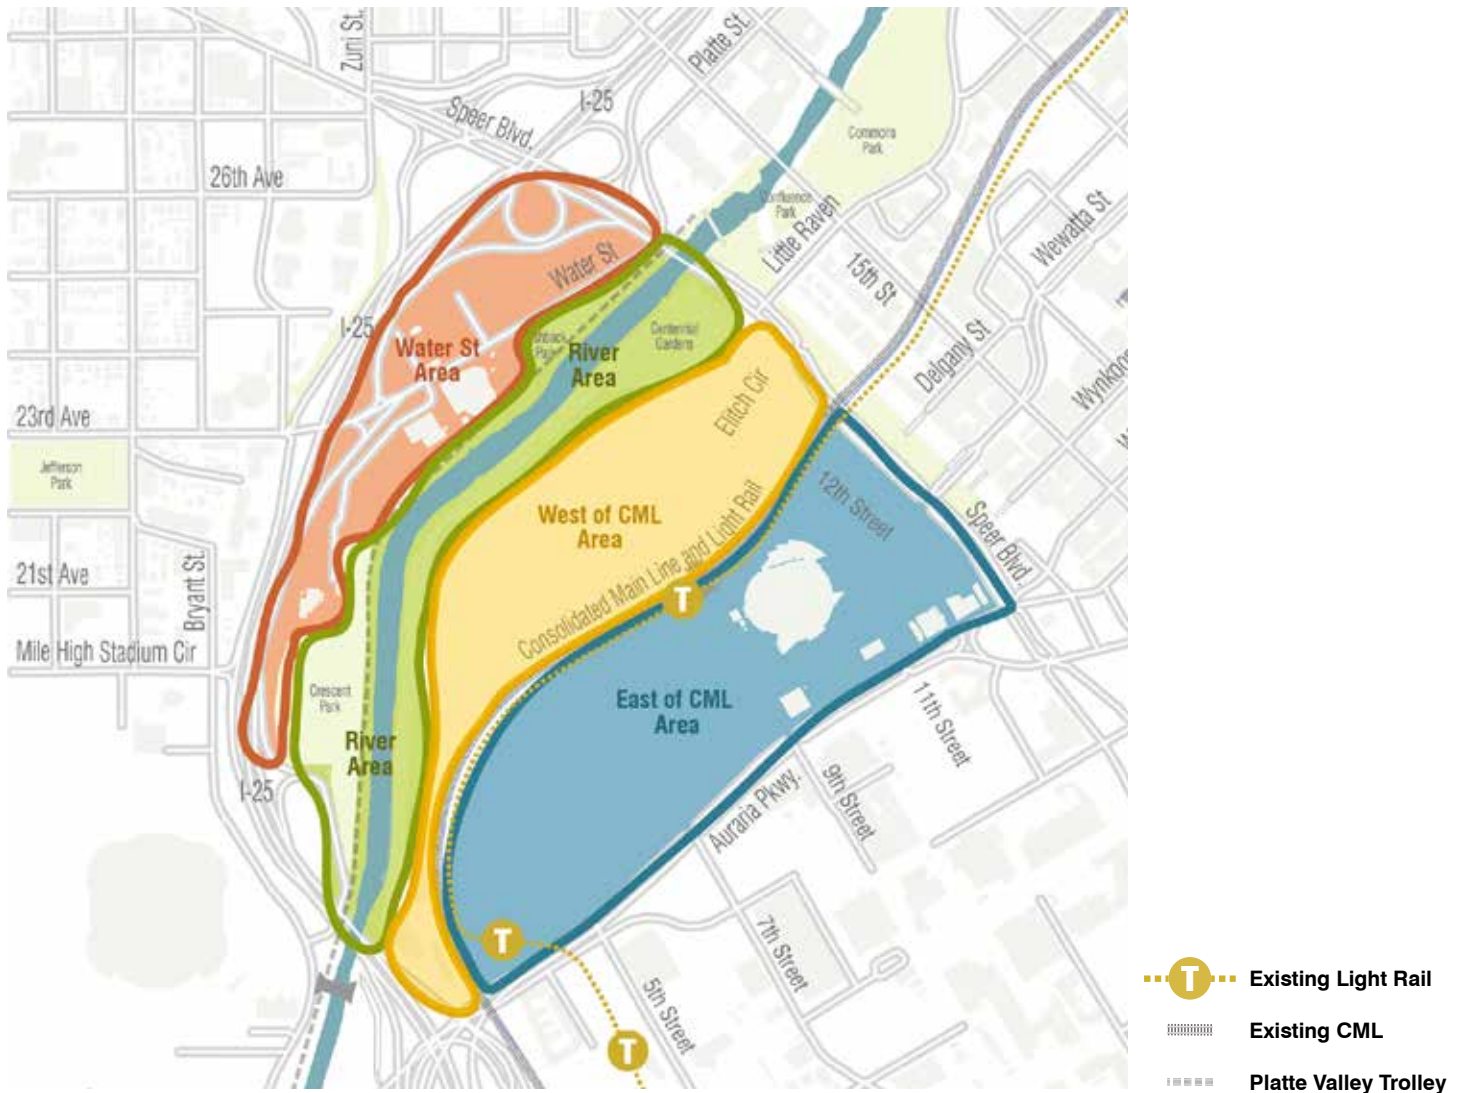 Zuni St.
Platte St.
I-25
Speer Blvd.
Commons
Park
26th Ave
Confluence
Park
Little Raven
Wewatta St
Water St
15th St
I-25
Centennial
Gardens
Water St
Area
River
Area
Delgany St
Elitch Cir
23rd Ave
Jefferson
Park
12th Street
West of CML
Area
Consolidated Main Line and Light Rail
Speer Blvd.
21st Ave
Bryant St.
T
Mile High Stadium Cir
Crescent
Park
East of CML
Area
11th Street
River
Area
I-25
9th Street
Auraria Pkwy.
T
7th Street
5th Street
T
T Existing Light Rail
Existing CML
Platte Valley Trolley